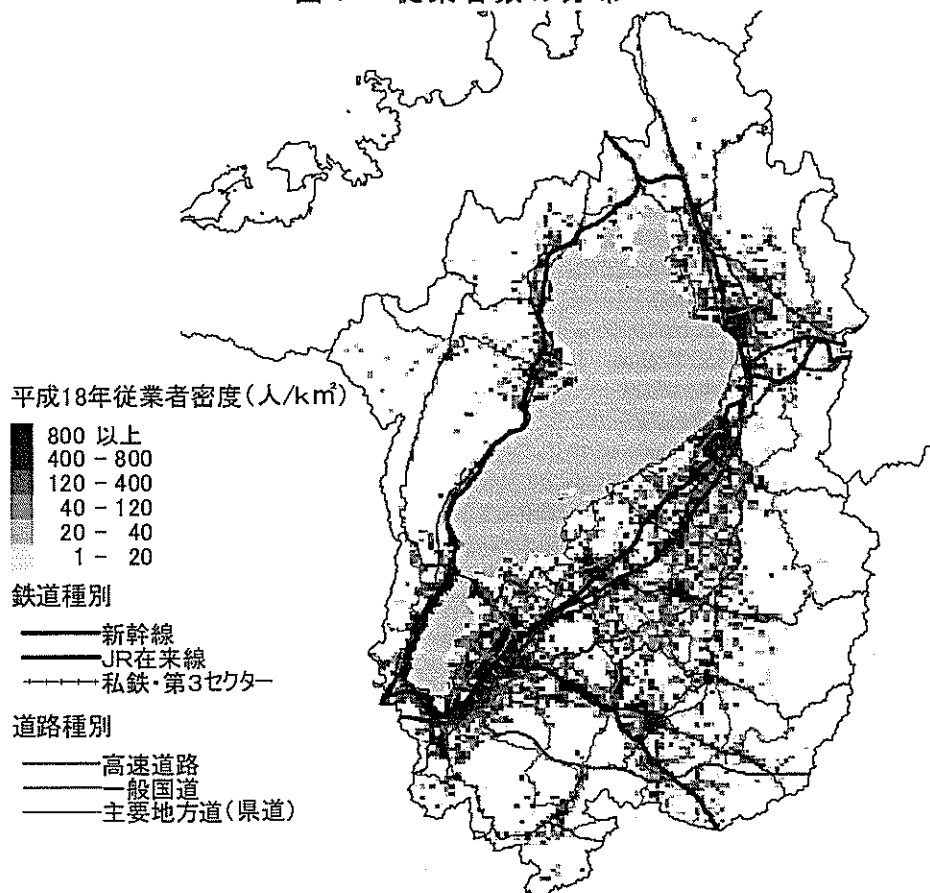 平成18年従業者密度(人/k㎡)
800 以上
400 - 800
120 - 400
40 - 120
20 - 40
1 - 20
鉄道種別
新幹線
JR在来線
私鉄・第3セクター
道路種別
高速道路
一般国道
主要地方道(県道)